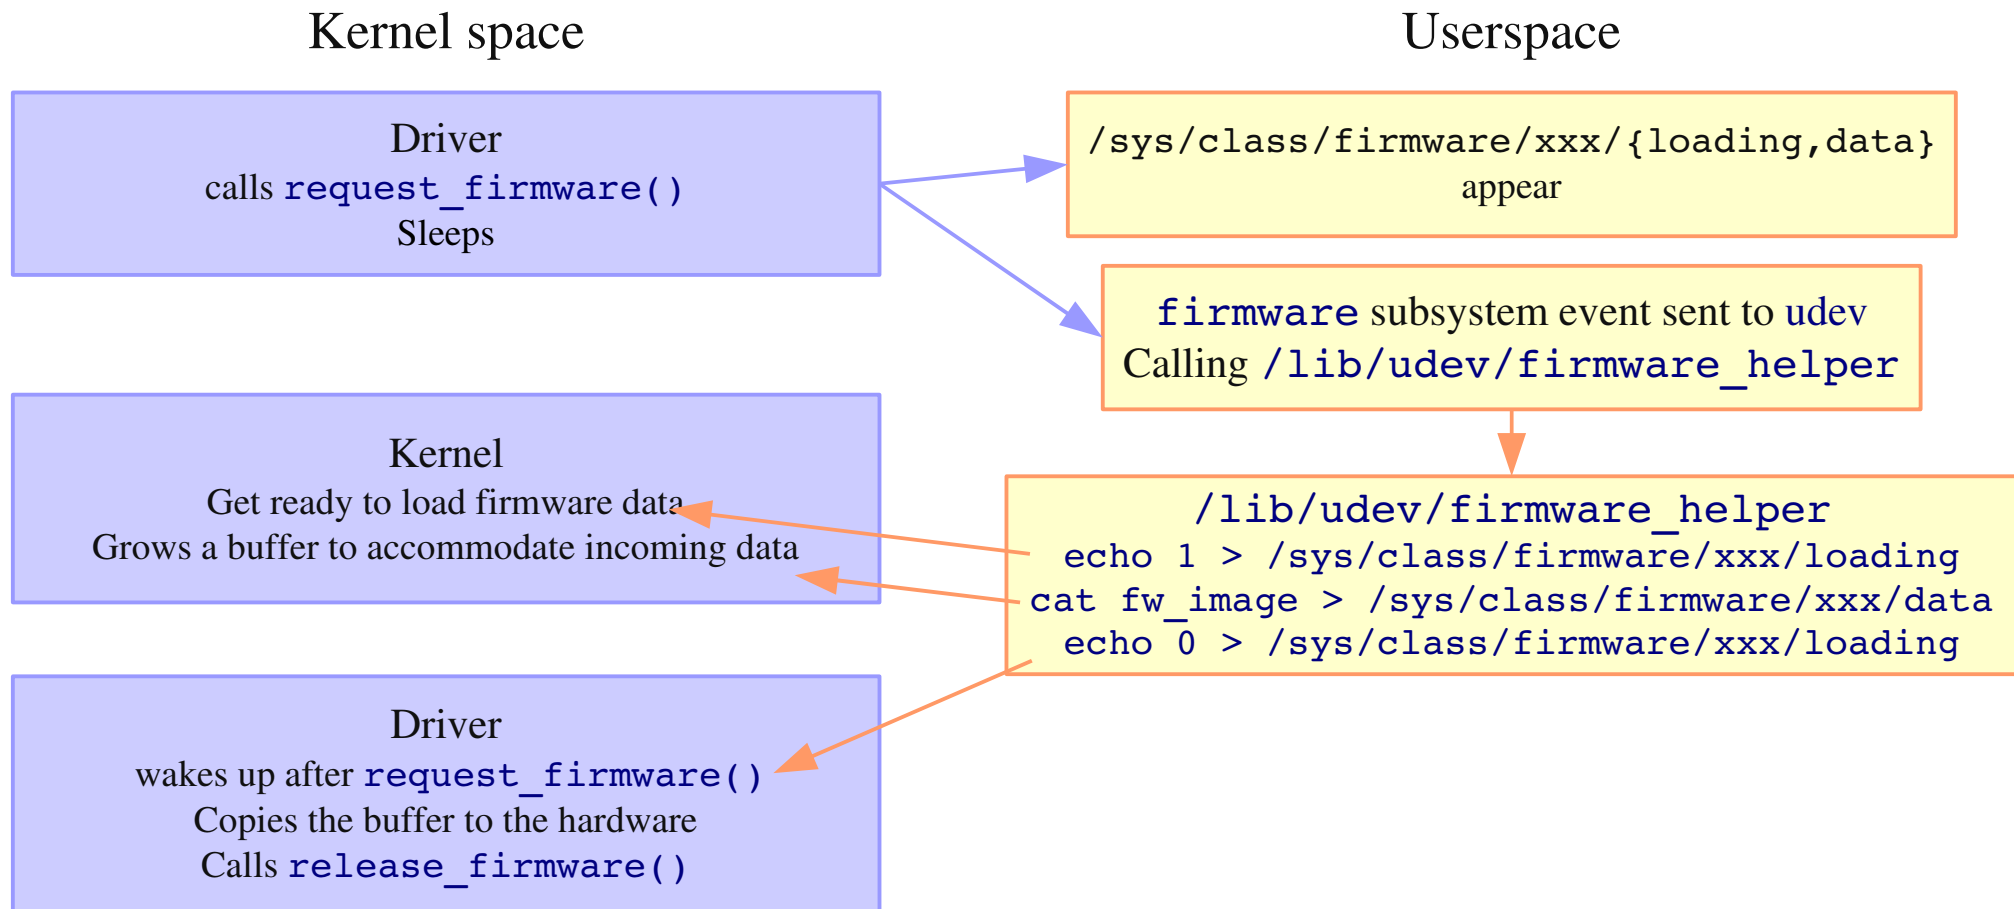 Kernel space
Userspace
Driver
calls request_firmware()
Sleeps
/sys/class/firmware/xxx/{loading,data}
appear
firmware subsystem event sent to udev
Calling /lib/udev/firmware_helper
Kernel
Get ready to load firmware data
Grows a buffer to accommodate incoming data
/lib/udev/firmware_helper
echo 1 > /sys/class/firmware/xxx/loading
cat fw_image > /sys/class/firmware/xxx/data
echo 0 > /sys/class/firmware/xxx/loading
Driver
wakes up after request_firmware()
Copies the buffer to the hardware
Calls release_firmware()